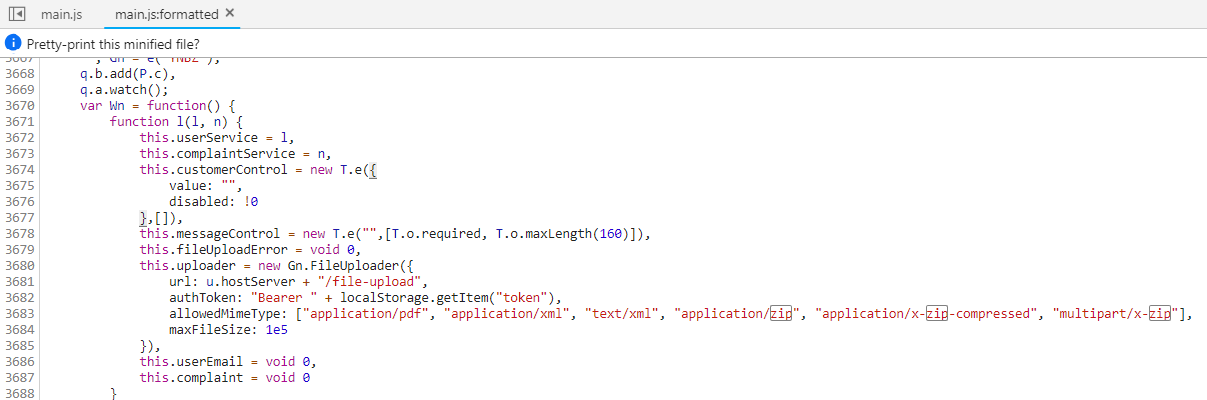 main.js main.js:formatted ×
Pretty-print this minified file?
3667 , Gn = e("YNBZ");
3668 q.b.add(P.c),
3669 q.a.watch();
3670 var Wn = function() {
3671 function l(l, n) {
3672 this.userService = l,
3673 this.complaintService = n,
3674 this.customerControl = new T.e({
3675 value: "",
3676 disabled: !0
3677 },[]),
3678 this.messageControl = new T.e("",[T.o.required, T.o.maxLength(160)]),
3679 this.fileUploadError = void 0,
3680 this.uploader = new Gn.FileUploader({
3681 url: u.hostServer + "/file-upload",
3682 authToken: "Bearer " + localStorage.getItem("token"),
3683 allowedMimeType: ["application/pdf", "application/xml", "text/xml", "application/zip", "application/x-zip-compressed", "multipart/x-zip"],
3684 maxFileSize: 1e5
3685 }),
3686 this.userEmail = void 0,
3687 this.complaint = void 0
3688 }